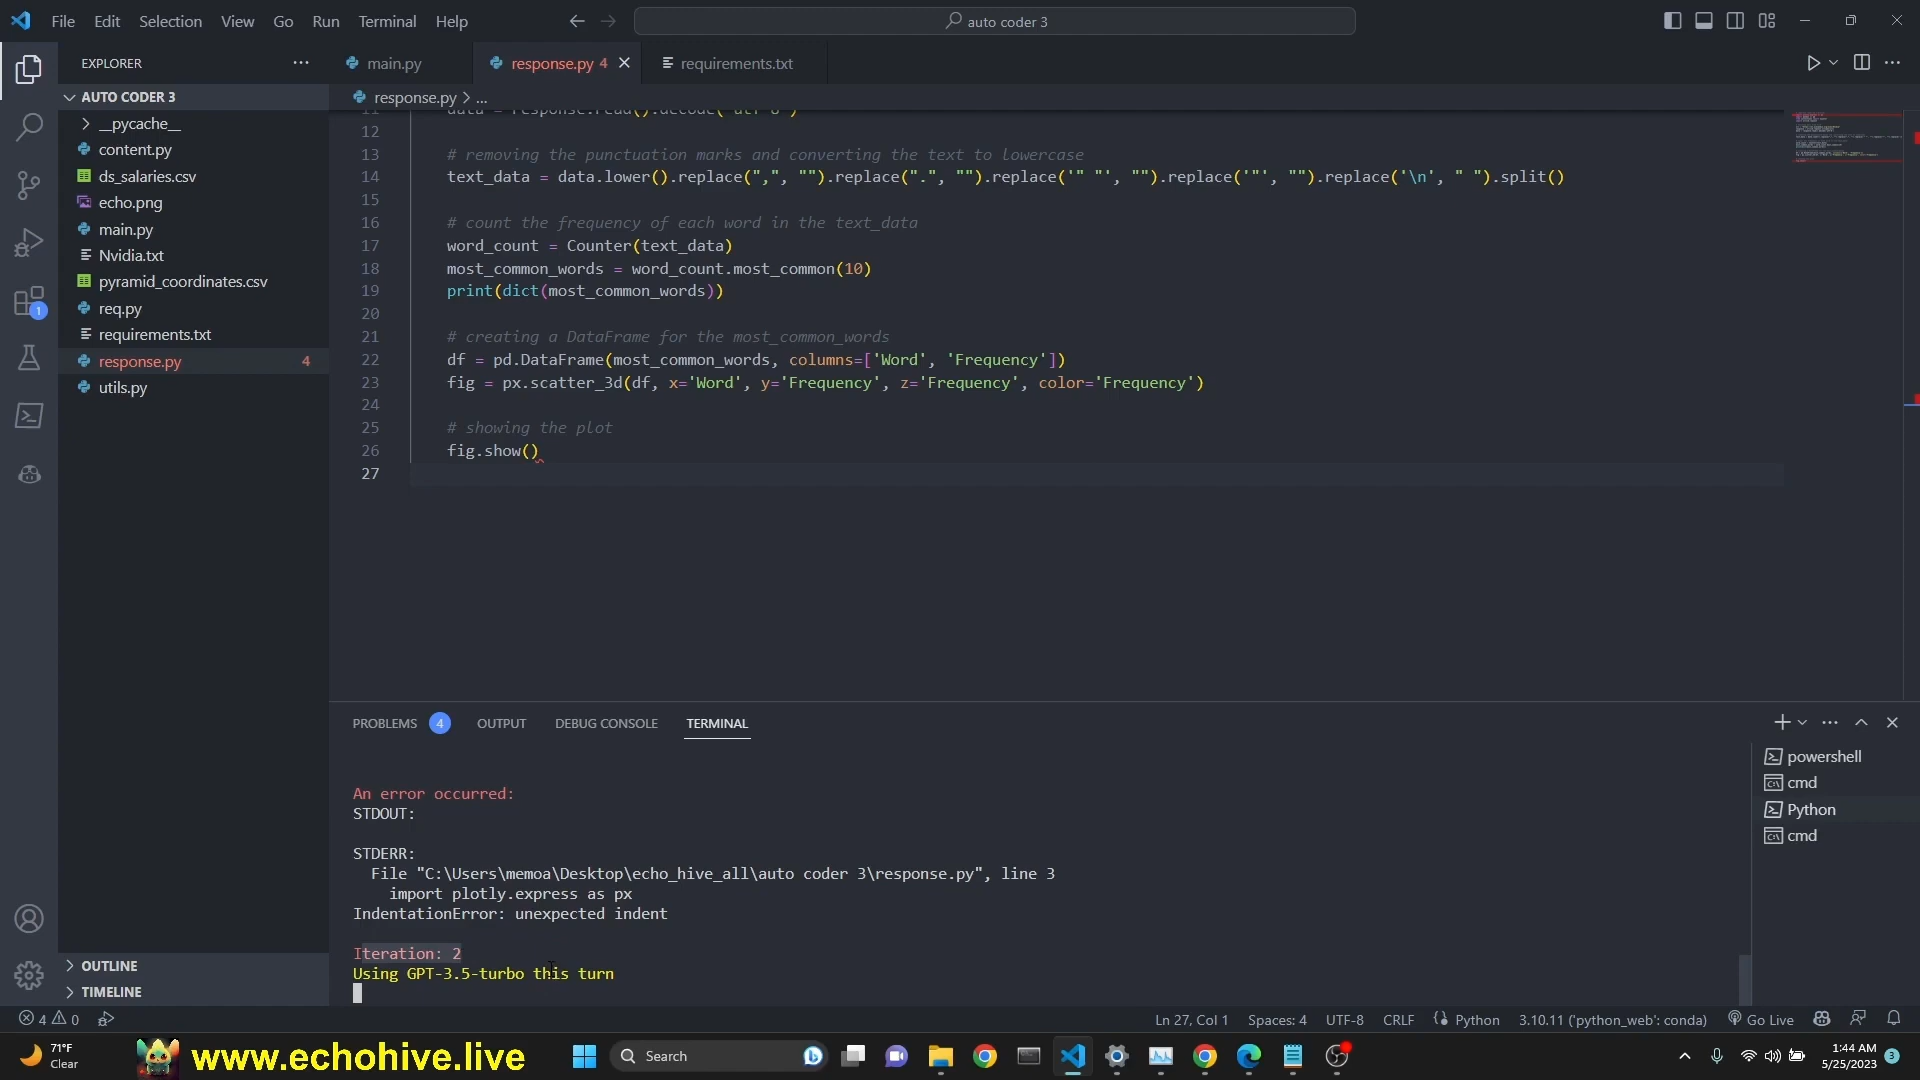 File Edit Selection View Go Run Terminal Help
auto coder 3
EXPLORER
AUTO CODER 3
__pycache__
content.py
ds_salaries.csv
echo.png
main.py
Nvidia.txt
pyramid_coordinates.csv
req.py
requirements.txt
response.py 4
utils.py
OUTLINE
TIMELINE
main.py
response.py 4
requirements.txt
response.py > ...
12
13 # removing the punctuation marks and converting the text to lowercase
14 text_data = data.lower().replace(",", "").replace(".", "").replace('" "', "").replace('"', "").replace('\n', " ").split()
15
16 # count the frequency of each word in the text_data
17 word_count = Counter(text_data)
18 most_common_words = word_count.most_common(10)
19 print(dict(most_common_words))
20
21 # creating a DataFrame for the most_common_words
22 df = pd.DataFrame(most_common_words, columns=['Word', 'Frequency'])
23 fig = px.scatter_3d(df, x='Word', y='Frequency', z='Frequency', color='Frequency')
24
25 # showing the plot
26 fig.show()
27
PROBLEMS 4 OUTPUT DEBUG CONSOLE TERMINAL
An error occurred:
STDOUT:
STDERR:
File "C:\Users\memoa\Desktop\echo_hive_all\auto coder 3\response.py", line 3
import plotly.express as px
IndentationError: unexpected indent
Iteration: 2
Using GPT-3.5-turbo this turn
powershell
cmd
Python
cmd
1
4 0
Ln 27, Col 1 Spaces: 4 UTF-8 CRLF Python 3.10.11 ('python_web': conda) Go Live
71°F
Clear
www.echohive.live
Search
1:44 AM
5/25/2023
3